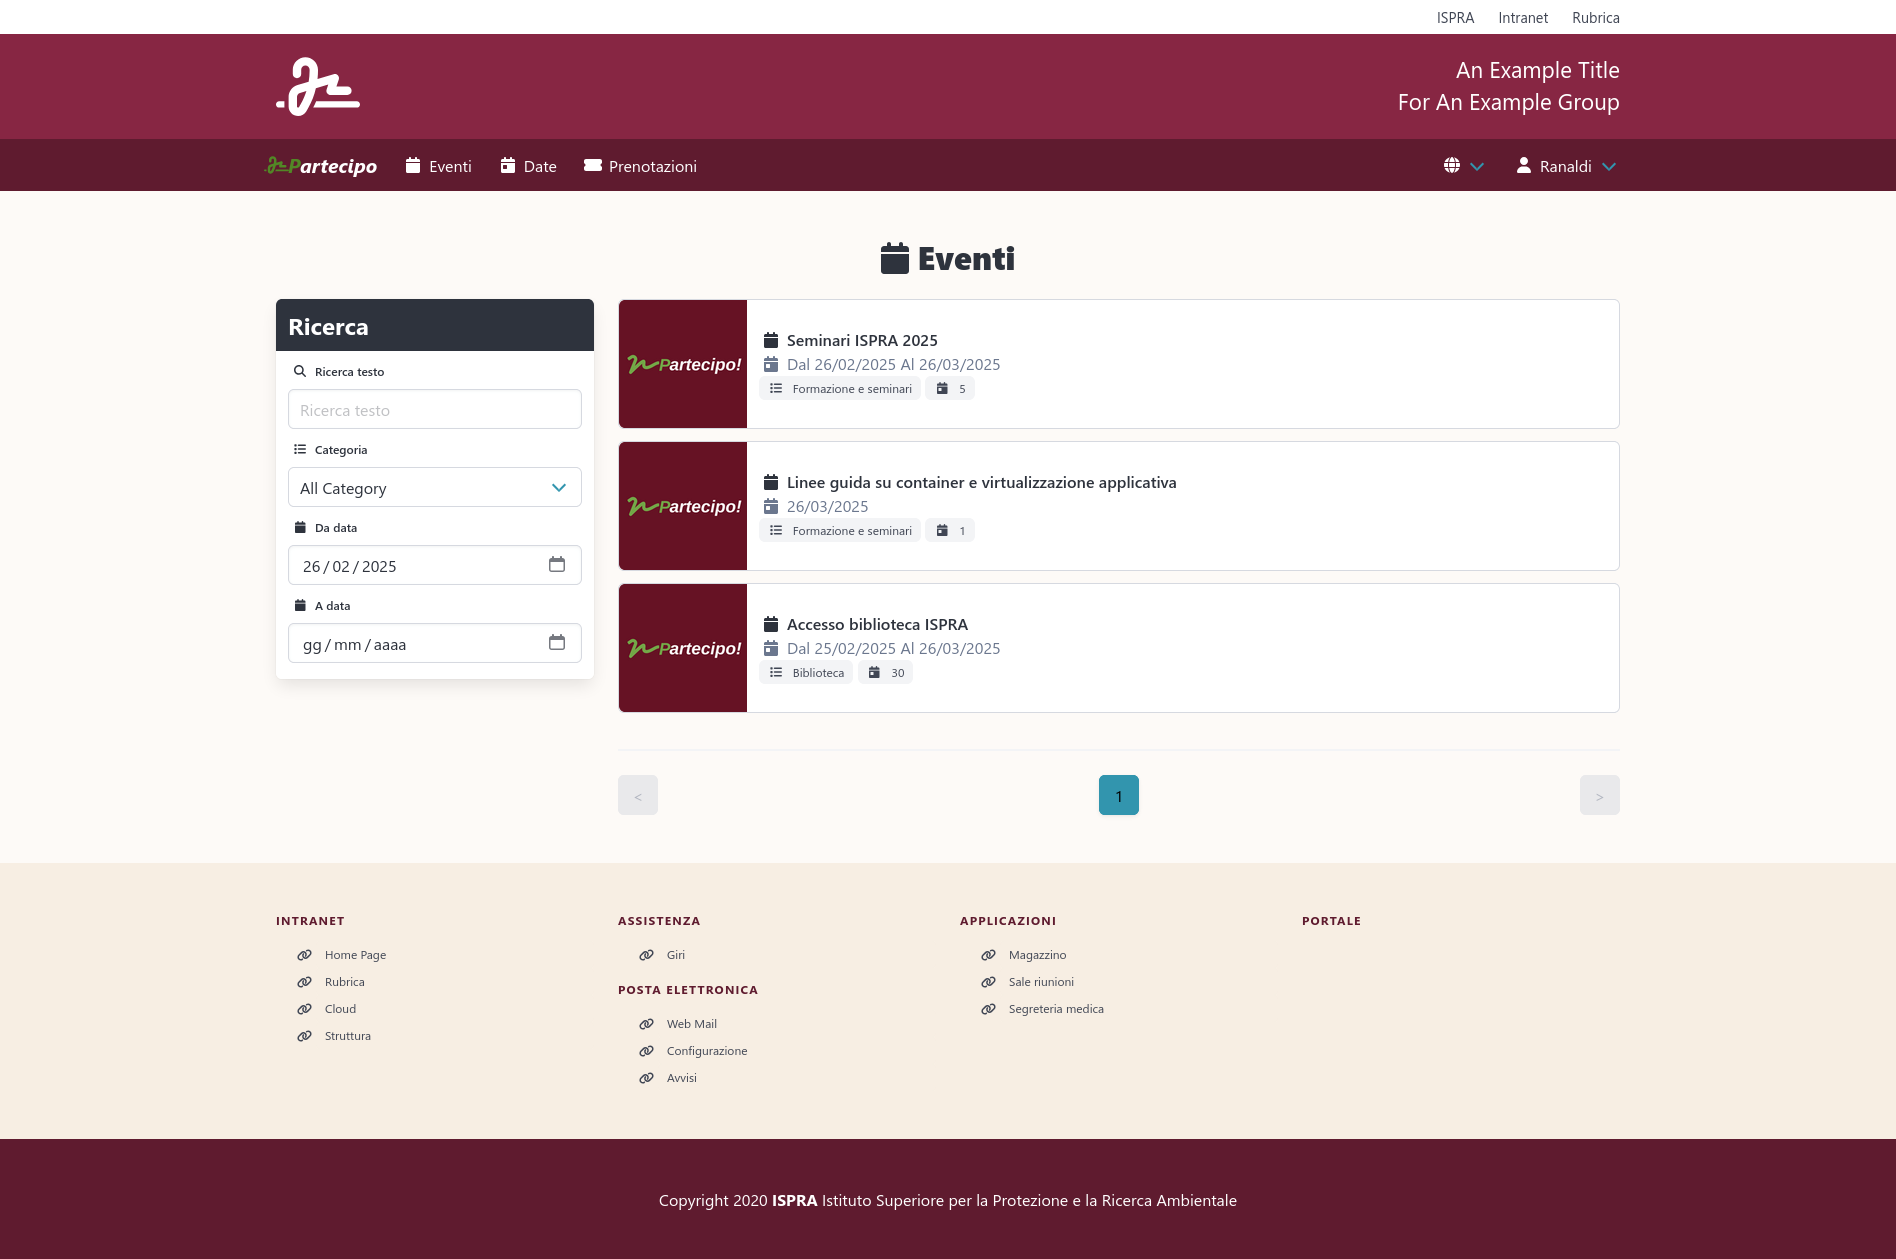 ISPRA Intranet Rubrica
An Example Title
For An Example Group
Partecipo Eventi Date Prenotazioni Ranaldi
Eventi
Ricerca
Ricerca testo
Ricerca testo
Categoria
All Category
Da data
26/02/2025
A data
gg/mm/aaaa
Partecipo!
Seminari ISPRA 2025
Dal 26/02/2025 Al 26/03/2025
Formazione e seminari 5
Partecipo!
Linee guida su container e virtualizzazione applicativa
26/03/2025
Formazione e seminari 1
Partecipo!
Accesso biblioteca ISPRA
Dal 25/02/2025 Al 26/03/2025
Biblioteca 30
< 1 >
INTRANET
Home Page
Rubrica
Cloud
Struttura
ASSISTENZA
Giri
POSTA ELETTRONICA
Web Mail
Configurazione
Avvisi
APPLICAZIONI
Magazzino
Sale riunioni
Segreteria medica
PORTALE
Copyright 2020 ISPRA Istituto Superiore per la Protezione e la Ricerca Ambientale